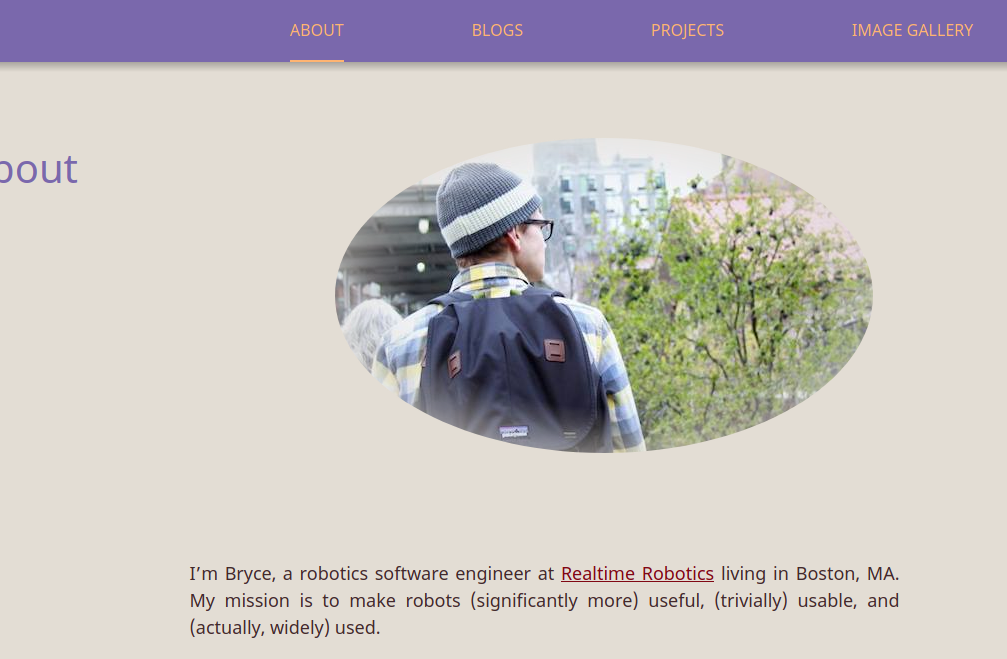 ABOUT BLOGS PROJECTS IMAGE GALLERY
bout
patagonia
I’m Bryce, a robotics software engineer at Realtime Robotics living in Boston, MA.
My mission is to make robots (significantly more) useful, (trivially) usable, and
(actually, widely) used.